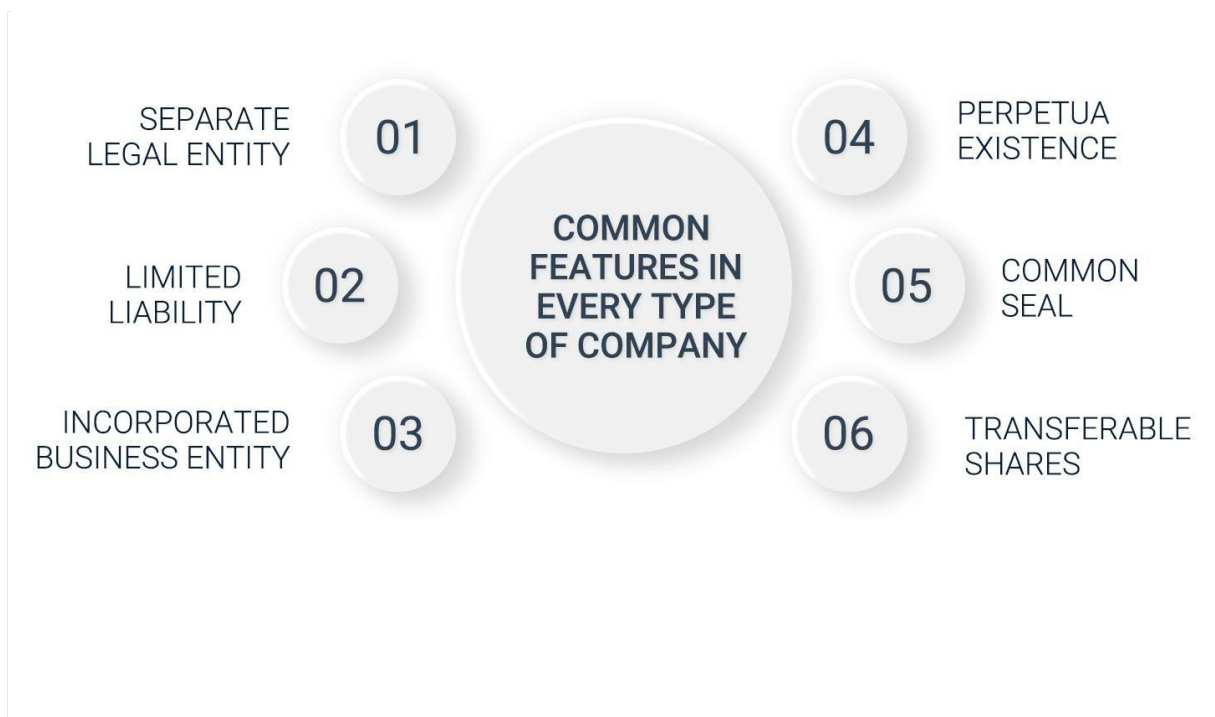 COMMON
FEATURES IN
EVERY TYPE
OF COMPANY
01
SEPARATE
LEGAL ENTITY
02
LIMITED
LIABILITY
03
INCORPORATED
BUSINESS ENTITY
04
PERPETUA
EXISTENCE
05
COMMON
SEAL
06
TRANSFERABLE
SHARES